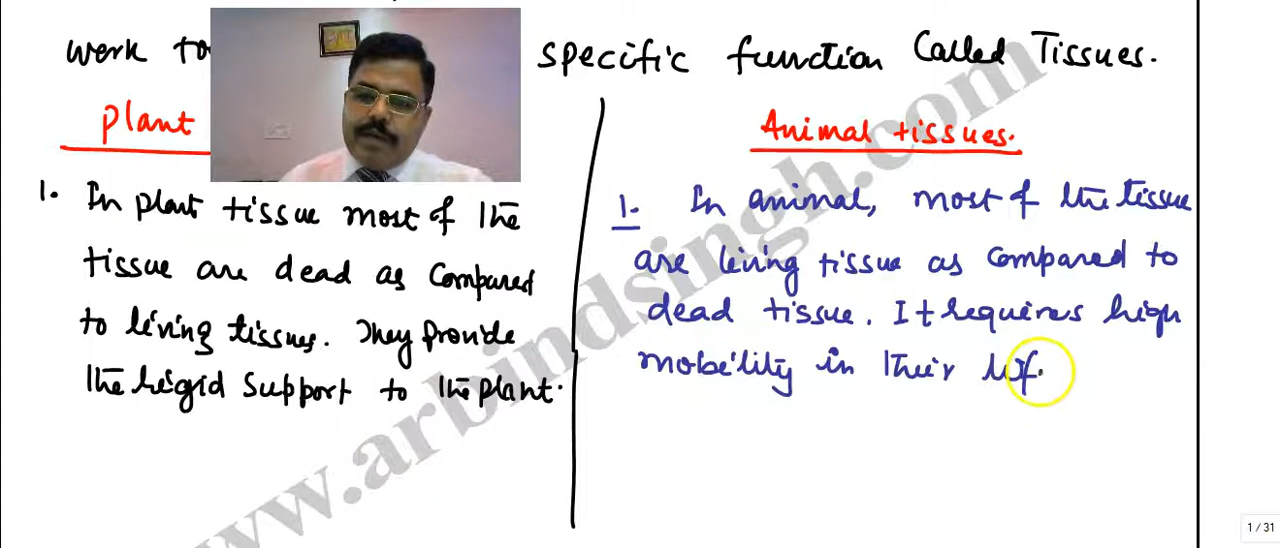 work to
specific function Called Tissues.
plant
1. In plant tissue most of the
tissue are dead as Compared
to living tissues. They provide
the rigid support to the plant.
Animal tissues.
1. In animal, most of the tissue
are living tissue as compared to
dead tissue. It requires high
mobility in their lif.
www.arbindsingh.com
1 / 31